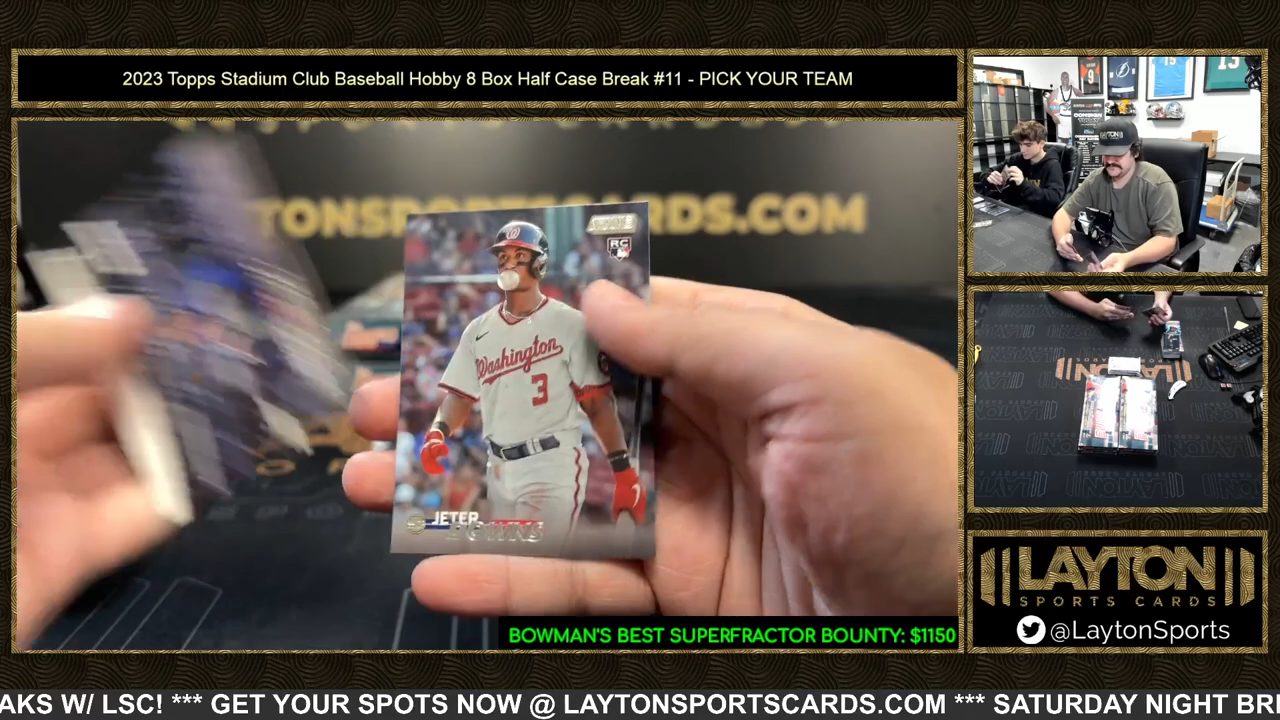 2023 Topps Stadium Club Baseball Hobby 8 Box Half Case Break #11 - PICK YOUR TEAM
TONSPORTSCARDS.COM
RC
Washington
3
JETER
DOWNS
BOWMAN'S BEST SUPERFRACTOR BOUNTY: $1150
LAYTON
SPORTS CARDS
@LaytonSports
AKS W/ LSC! *** GET YOUR SPOTS NOW @ LAYTONSPORTSCARDS.COM *** SATURDAY NIGHT BRE